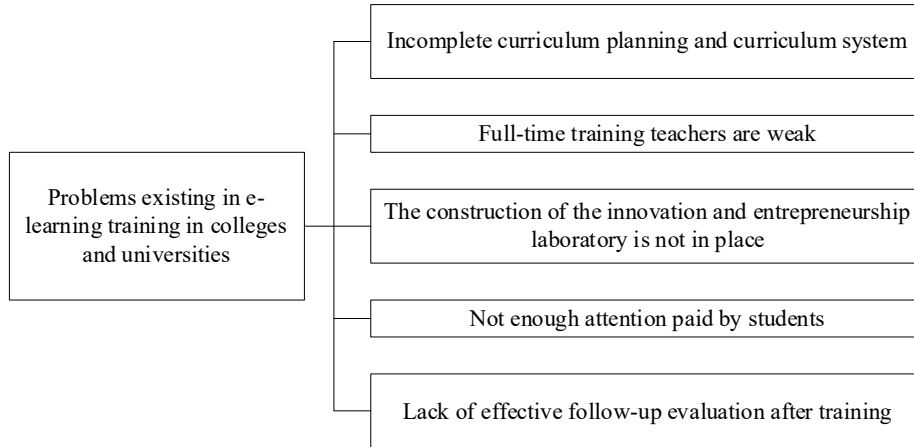 Incomplete curriculum planning and curriculum system
Full-time training teachers are weak
Problems existing in e-
learning training in colleges
and universities
The construction of the innovation and entrepreneurship
laboratory is not in place
Not enough attention paid by students
Lack of effective follow-up evaluation after training